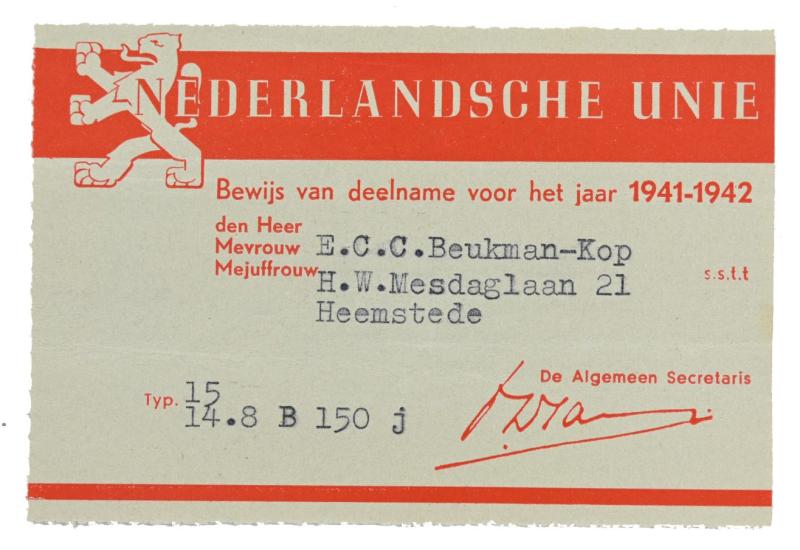 NEDERLANDSCHE UNIE
Bewijs van deelname voor het jaar 1941-1942
den Heer
Mevrouw E.C.C.Beukman-Kop
Mejuffrouw H.W.Mesdaglaan 21 s.s.t.t
Heemstede
De Algemeen Secretaris
Typ. 15
14.8 B 150 j